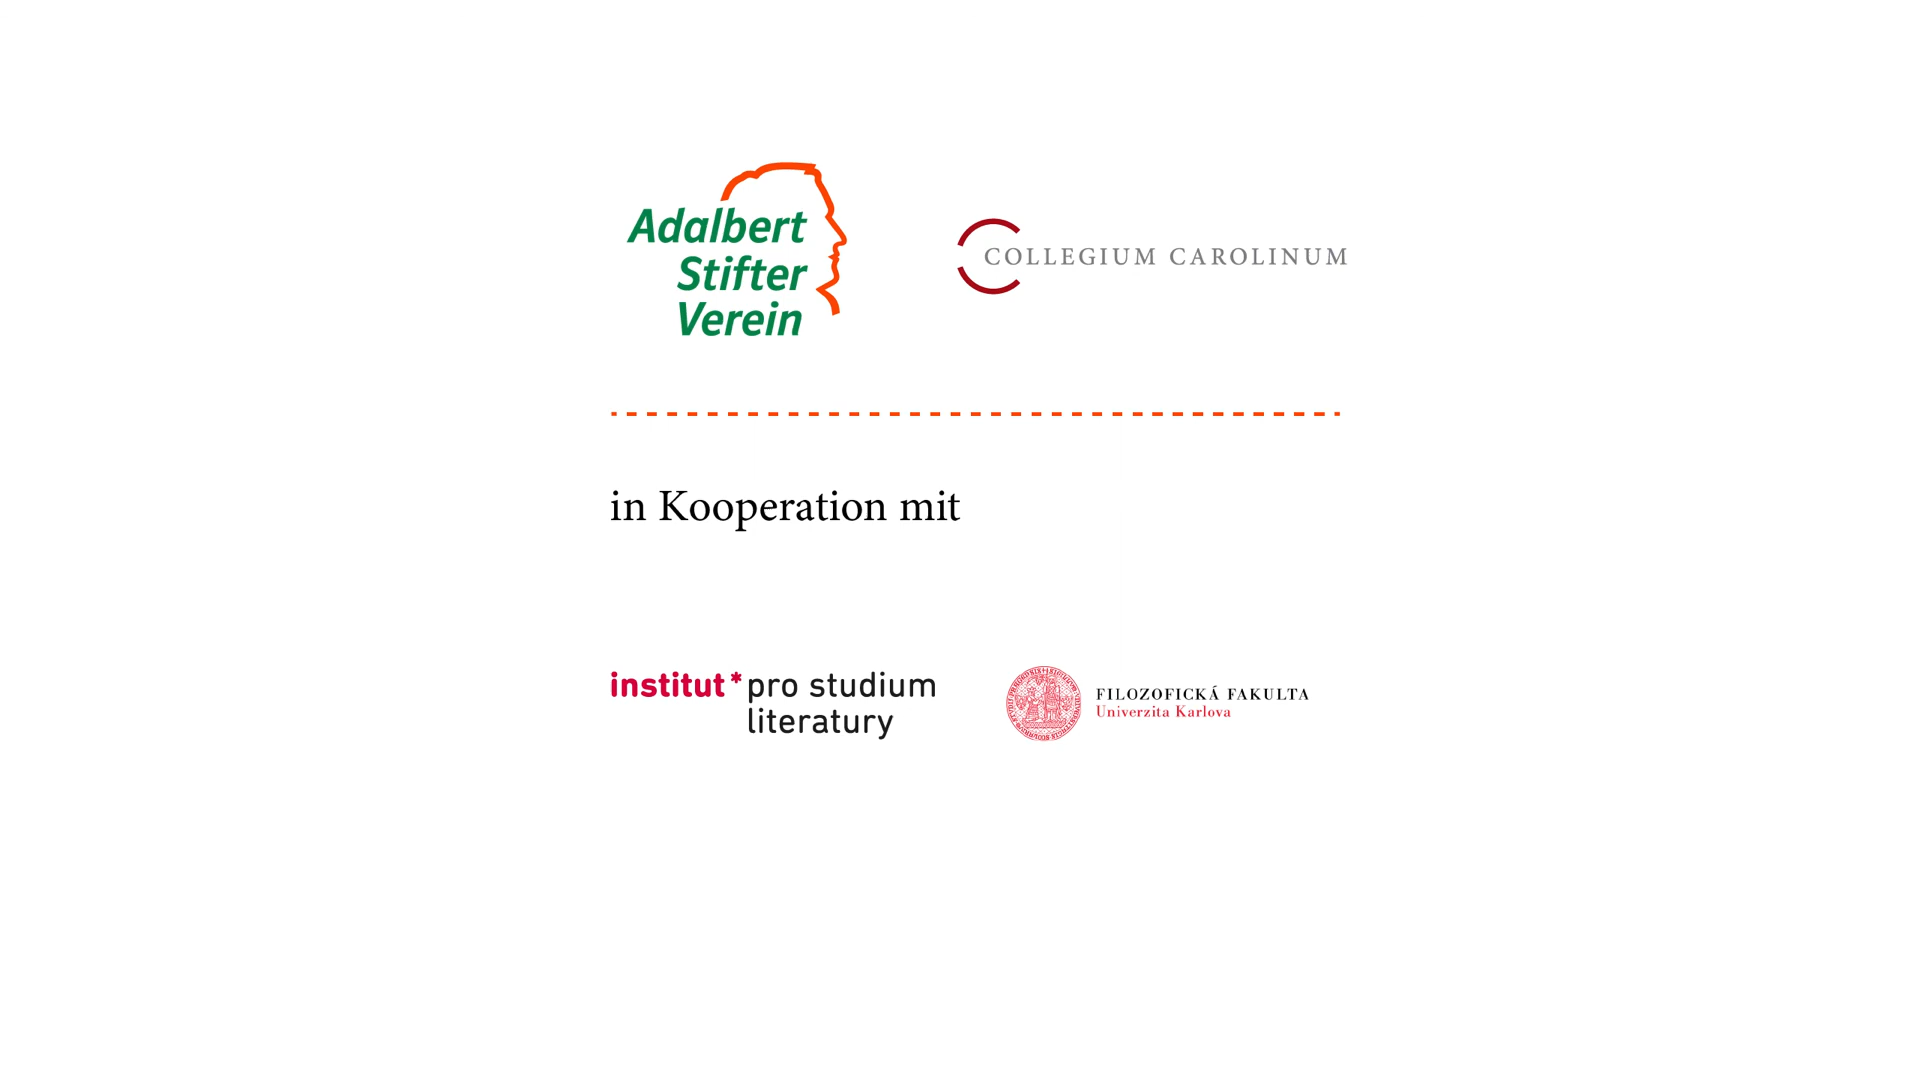 Adalbert
Stifter
Verein
COLLEGIUM CAROLINUM
in Kooperation mit
institut*pro studium
literatury
FILOZOFICKÁ FAKULTA
Univerzita Karlova